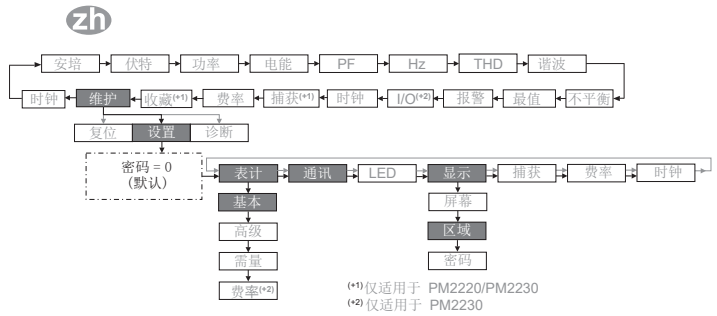 zh
安培 伏特 功率 电能 PF Hz THD 谐波
时钟 维护 收藏(*1) 费率 捕获(*1) 时钟 I/O(*2) 报警 最值 不平衡
复位 设置 诊断
密码 = 0
(默认)
表计 通讯 LED 显示 捕获 费率 时钟
基本 屏幕
高级 区域
需量 密码
费率(*2)
(*1)仅适用于 PM2220/PM2230
(*2)仅适用于 PM2230